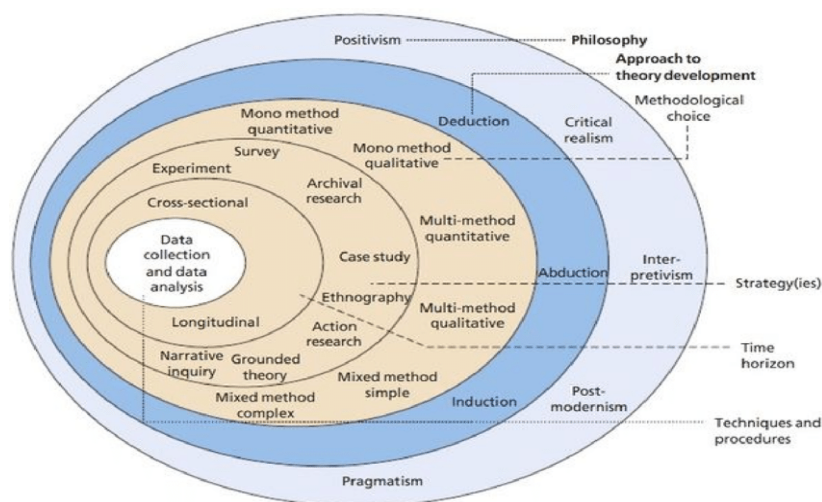 Positivism
Philosophy
Approach to
theory development
Methodological
choice
Mono method
quantitative
Deduction
Critical
realism
Survey
Mono method
qualitative
Experiment
Archival
research
Cross-sectional
Multi-method
quantitative
Data
collection
and data
analysis
Case study
Abduction
Inter-
pretivism
Strategy(ies)
Ethnography
Multi-method
qualitative
Longitudinal
Action
research
Time
horizon
Narrative
inquiry
Grounded
theory
Mixed method
simple
Mixed method
complex
Induction
Post-
modernism
Techniques and
procedures
Pragmatism